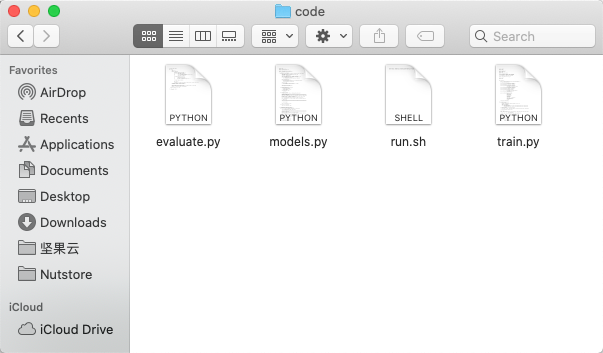 code
Search
Favorites
AirDrop
Recents
Applications
Documents
Desktop
Downloads
坚果云
Nutstore
iCloud
iCloud Drive
PYTHON
evaluate.py
PYTHON
models.py
SHELL
run.sh
PYTHON
train.py